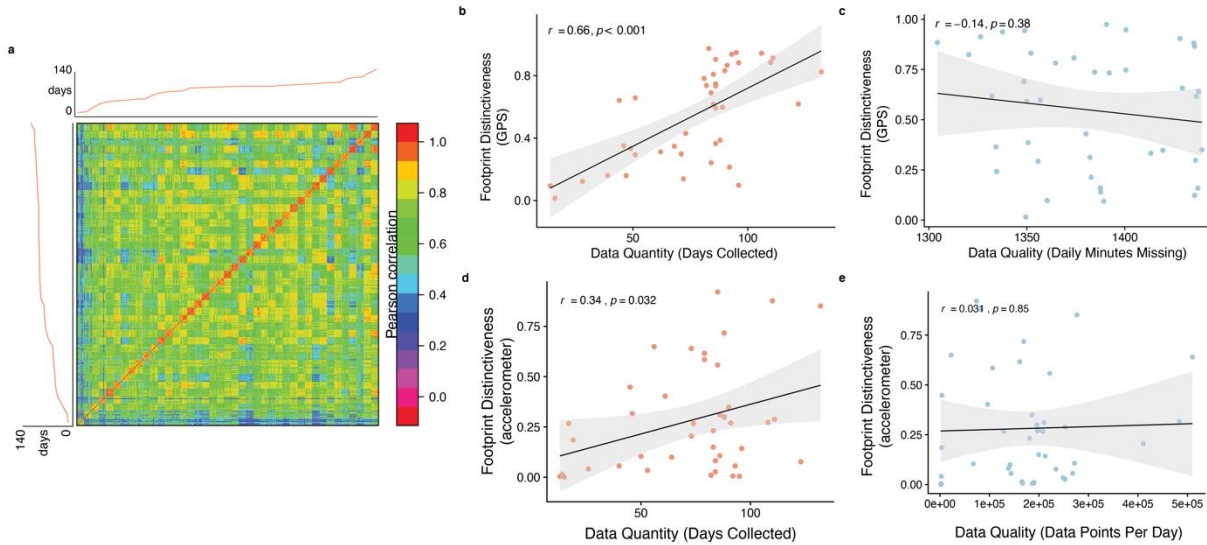 a
140
days
0
140
days
0
1.0
0.8
0.6
0.4
0.2
0.0
Pearson correlation
b
r = 0.66, p < 0.001
0.8
0.4
0.0
50
100
Footprint Distinctiveness
(GPS)
Data Quantity (Days Collected)
c
r = −0.14, p = 0.38
1.00
0.75
0.50
0.25
0.00
1300
1350
1400
Footprint Distinctiveness
(GPS)
Data Quality (Daily Minutes Missing)
d
r = 0.34 , p = 0.032
0.75
0.50
0.25
0.00
50
100
Footprint Distinctiveness
(accelerometer)
Data Quantity (Days Collected)
e
r = 0.031 , p = 0.85
0.75
0.50
0.25
0.00
0e+00
1e+05
2e+05
3e+05
4e+05
5e+05
Footprint Distinctiveness
(accelerometer)
Data Quality (Data Points Per Day)